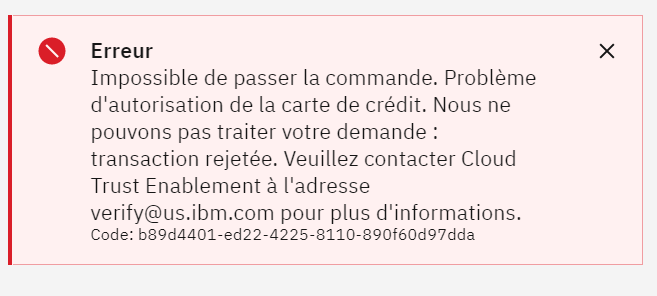 Erreur
Impossible de passer la commande. Problème
d'autorisation de la carte de crédit. Nous ne
pouvons pas traiter votre demande :
transaction rejetée. Veuillez contacter Cloud
Trust Enablement à l'adresse
verify@us.ibm.com pour plus d'informations.
Code: b89d4401-ed22-4225-8110-890f60d97dda